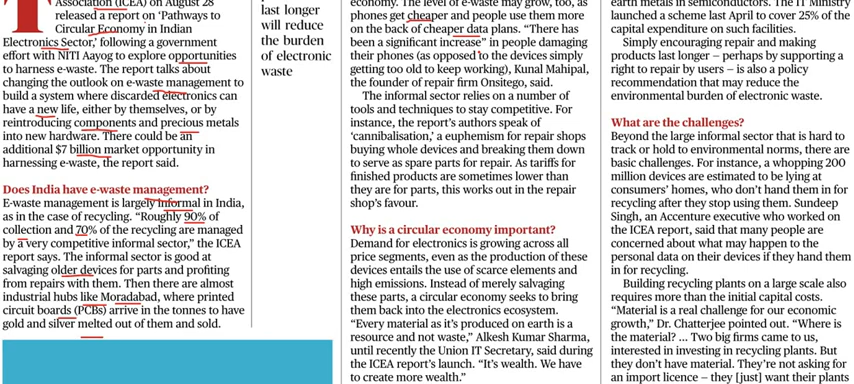 T
Association (ICEA) on August 28
released a report on ‘Pathways to
Circular Economy in Indian
Electronics Sector,’ following a government
effort with NITI Aayog to explore opportunities
to harness e-waste. The report talks about
changing the outlook on e-waste management to
build a system where discarded electronics can
have a new life, either by themselves, or by
reintroducing components and precious metals
into new hardware. There could be an
additional $7 billion market opportunity in
harnessing e-waste, the report said.
Does India have e-waste management?
E-waste management is largely informal in India,
as in the case of recycling. “Roughly 90% of
collection and 70% of the recycling are managed
by a very competitive informal sector,” the ICEA
report says. The informal sector is good at
salvaging older devices for parts and profiting
from repairs with them. Then there are almost
industrial hubs like Moradabad, where printed
circuit boards (PCBs) arrive in the tonnes to have
gold and silver melted out of them and sold.
last longer
will reduce
the burden
of electronic
waste
economy. The level of e-waste may grow, too, as
phones get cheaper and people use them more
on the back of cheaper data plans. “There has
been a significant increase” in people damaging
their phones (as opposed to the devices simply
getting too old to keep working), Kunal Mahipal,
the founder of repair firm Onsitego, said.
The informal sector relies on a number of
tools and techniques to stay competitive. For
instance, the report’s authors speak of
‘cannibalisation,’ a euphemism for repair shops
buying whole devices and breaking them down
to serve as spare parts for repair. As tariffs for
finished products are sometimes lower than
they are for parts, this works out in the repair
shop’s favour.
Why is a circular economy important?
Demand for electronics is growing across all
price segments, even as the production of these
devices entails the use of scarce elements and
high emissions. Instead of merely salvaging
these parts, a circular economy seeks to bring
them back into the electronics ecosystem.
“Every material as it’s produced on earth is a
resource and not waste,” Alkesh Kumar Sharma,
until recently the Union IT Secretary, said during
the ICEA report’s launch. “It’s wealth. We have
to create more wealth.”
earth metals in semiconductors. The IT Ministry
launched a scheme last April to cover 25% of the
capital expenditure on such facilities.
Simply encouraging repair and making
products last longer – perhaps by supporting a
right to repair by users – is also a policy
recommendation that may reduce the
environmental burden of electronic waste.
What are the challenges?
Beyond the large informal sector that is hard to
track or hold to environmental norms, there are
basic challenges. For instance, a whopping 200
million devices are estimated to be lying at
consumers’ homes, who don’t hand them in for
recycling after they stop using them. Sundeep
Singh, an Accenture executive who worked on
the ICEA report, said that many people are
concerned about what may happen to the
personal data on their devices if they hand them
in for recycling.
Building recycling plants on a large scale also
requires more than the initial capital costs.
“Material is a real challenge for our economic
growth,” Dr. Chatterjee pointed out. “Where is
the material? ... Two big firms came to us,
interested in investing in recycling plants. But
they don’t have material. They’re not asking for
an import licence – they [just] want their plants